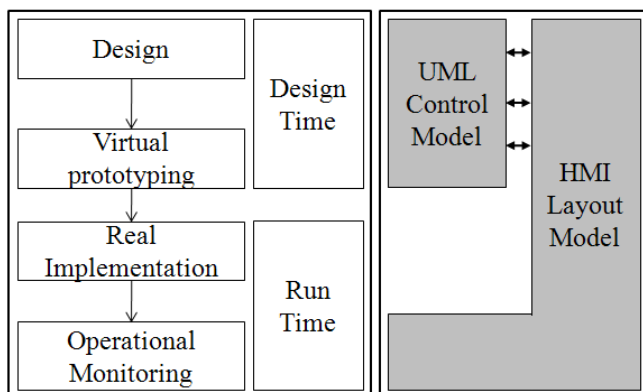 Design
Virtual
prototyping
Real
Implementation
Operational
Monitoring
Design
Time
Run
Time
UML
Control
Model
HMI
Layout
Model